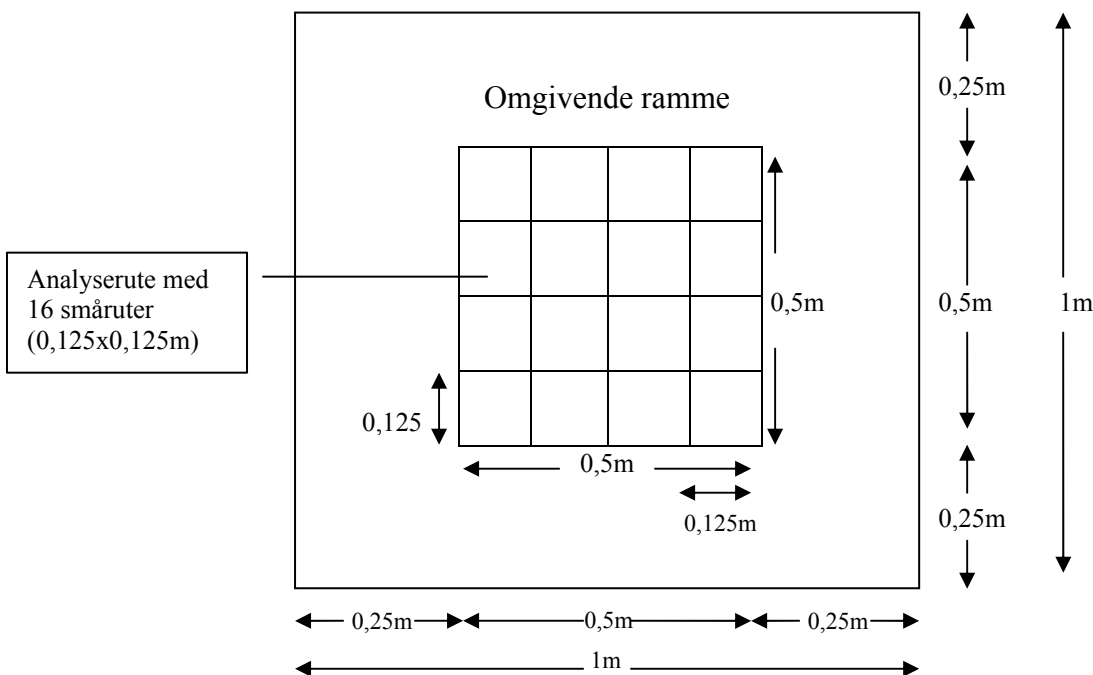 0,25m
Omgivende ramme
Analyserute med
16 småruter
(0,125x0,125m)
0,5m
0,5m
1m
0,125
0,5m
0,125m
0,25m
0,25m
0,5m
0,25m
1m